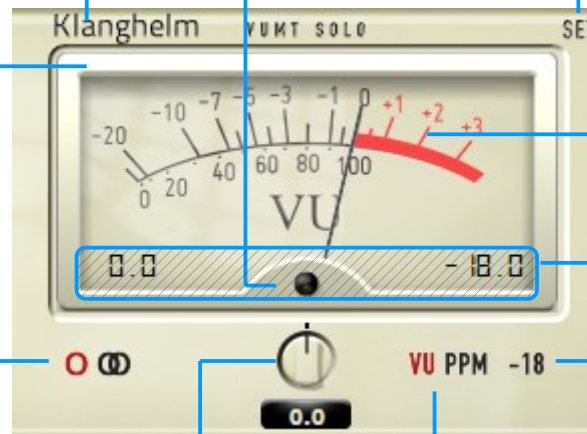 Klanghelm VUMT SOLO SE
-20 -10 -7 -5 -3 -1 0 +1 +2 +3
0 20 40 60 80 100
VU
0.0 -18.0
VU PPM -18
0.0